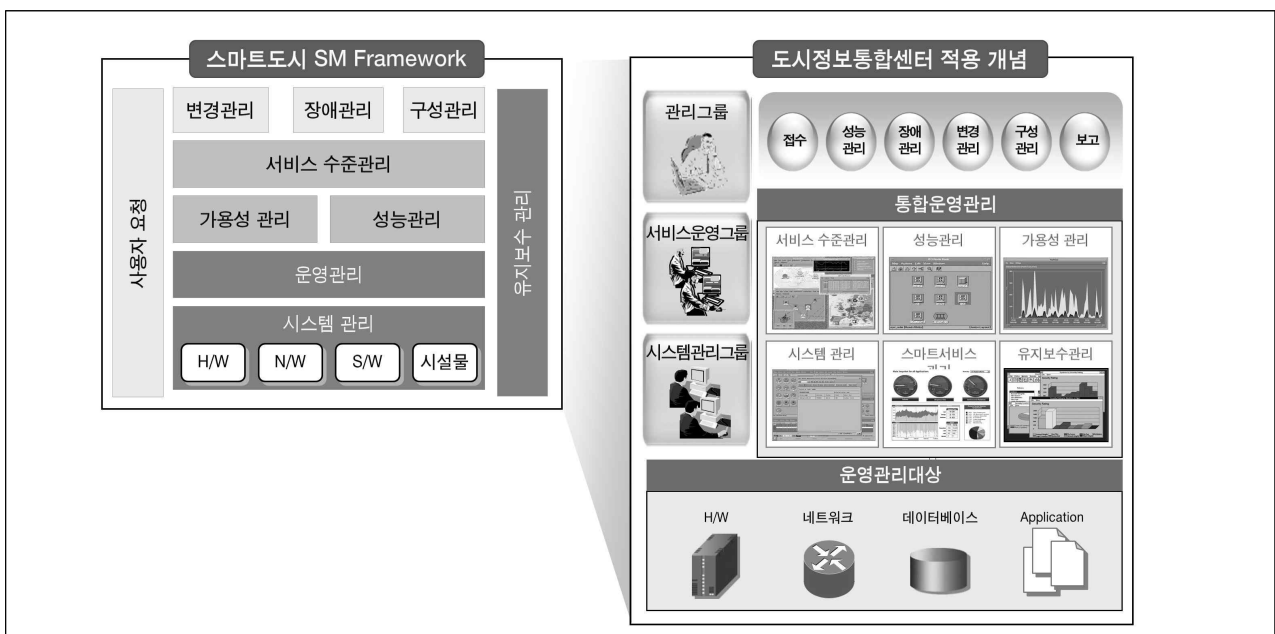 스마트도시 SM Framework
사용자 요청
변경관리
장애관리
구성관리
서비스 수준관리
가용성 관리
성능관리
운영관리
시스템 관리
H/W
N/W
S/W
시설물
유지보수 관리
도시정보통합센터 적용 개념
관리그룹
서비스운영그룹
시스템관리그룹
접수
성능
관리
장애
관리
변경
관리
구성
관리
보고
통합운영관리
서비스 수준관리
성능관리
가용성 관리
시스템 관리
스마트서비스
유지보수관리
운영관리대상
H/W
네트워크
데이터베이스
Application